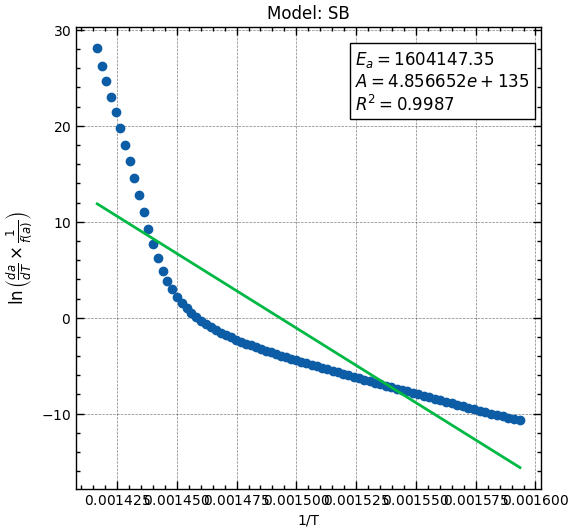 Model: SB
E_a = 1604147.35
A = 4.856652e + 135
R^2 = 0.9987
30
20
10
0
−10
ln (da/dT × 1/f(a))
0.001425 0.001450 0.001475 0.001500 0.001525 0.001550 0.001575 0.001600
1/T